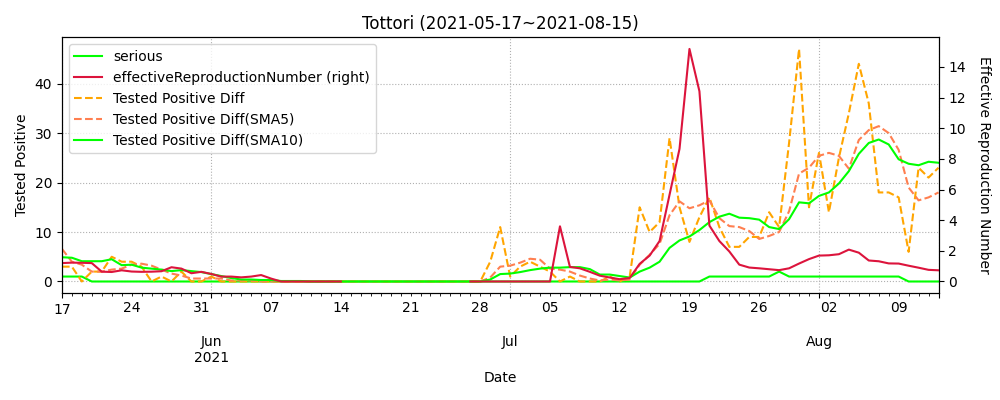 Tottori (2021-05-17~2021-08-15)
serious
effectiveReproductionNumber (right)
Tested Positive Diff
Tested Positive Diff(SMA5)
Tested Positive Diff(SMA10)
Tested Positive
40
30
20
10
0
14
12
10
8
6
4
2
0
Effective Reproduction Number
17 24 31 07 14 21 28 05 12 19 26 02 09
Jun Jul Aug
2021
Date